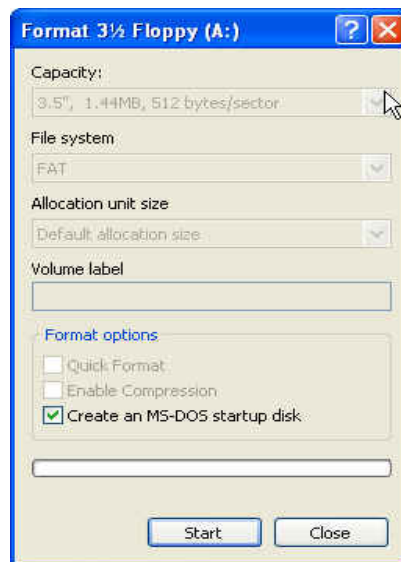 Format 3½ Floppy (A:)
Capacity:
3.5", 1.44MB, 512 bytes/sector
File system
FAT
Allocation unit size
Default allocation size
Volume label
Format options
Quick Format
Enable Compression
Create an MS-DOS startup disk
Start
Close